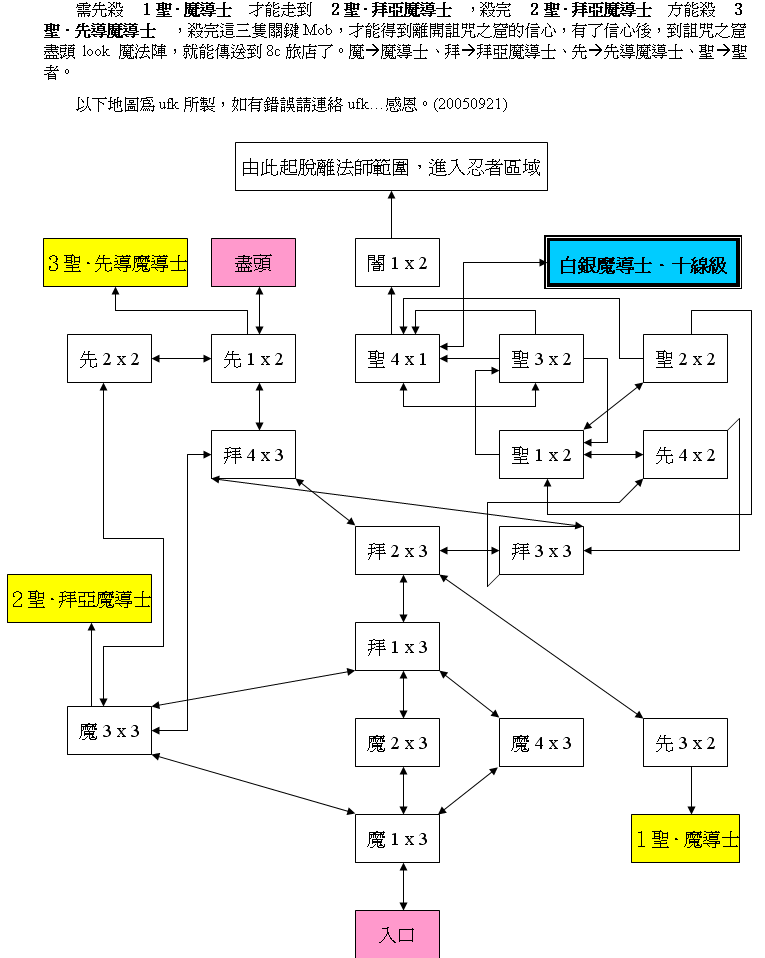 需先殺　１聖‧魔導士　才能走到　２聖‧拜亞魔導士　，殺完　２聖‧拜亞魔導士　方能殺　３
聖‧先導魔導士　，殺完這三隻關鍵 Mob，才能得到離開詛咒之窟的信心，有了信心後，到詛咒之窟
盡頭 look 魔法陣，就能傳送到 8c 旅店了。魔→魔導士、拜→拜亞魔導士、先→先導魔導士、聖→聖
者。
以下地圖為 ufk 所製，如有錯誤請連絡 ufk…感恩。(20050921)
由此起脫離法師範圍，進入忍者區域
３聖‧先導魔導士
盡頭
闇 1 x 2
白銀魔導士‧十線級
先 2 x 2
先 1 x 2
聖 4 x 1
聖 3 x 2
聖 2 x 2
拜 4 x 3
聖 1 x 2
先 4 x 2
拜 2 x 3
拜 3 x 3
２聖‧拜亞魔導士
拜 1 x 3
魔 3 x 3
魔 2 x 3
魔 4 x 3
先 3 x 2
魔 1 x 3
１聖‧魔導士
入口